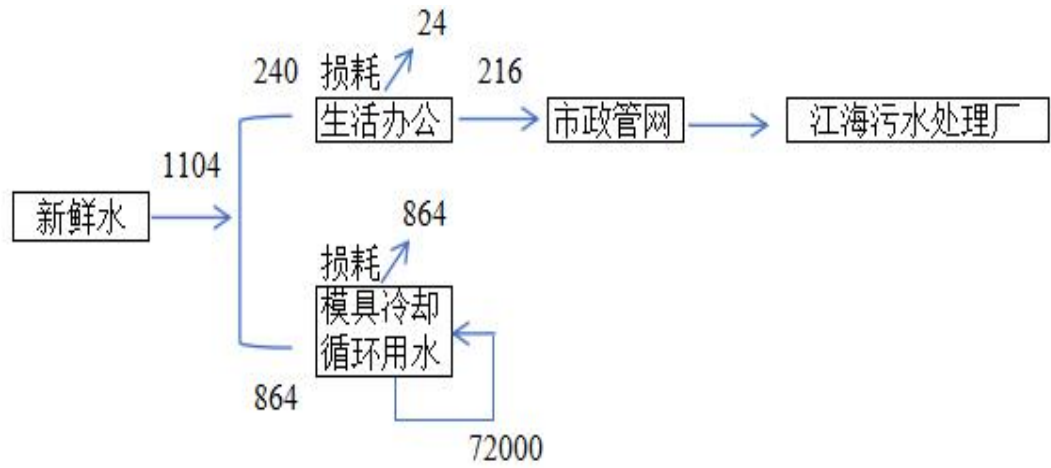 24
240
损耗
216
生活办公
市政管网
江海污水处理厂
1104
新鲜水
864
损耗
模具冷却
循环用水
864
72000